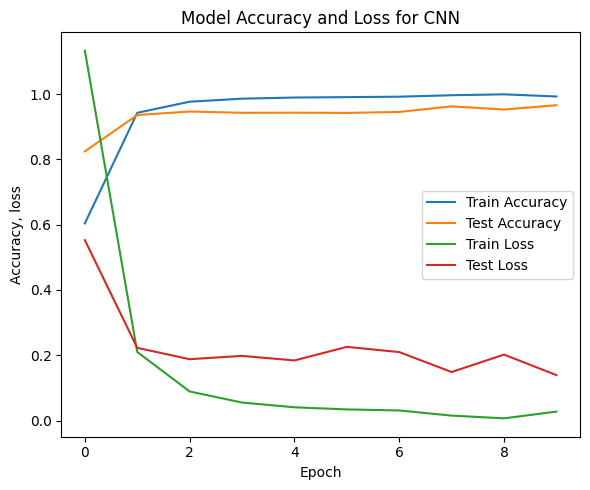 Model Accuracy and Loss for CNN
Accuracy, loss
1.0
0.8
0.6
0.4
0.2
0.0
Train Accuracy
Test Accuracy
Train Loss
Test Loss
0 2 4 6 8
Epoch